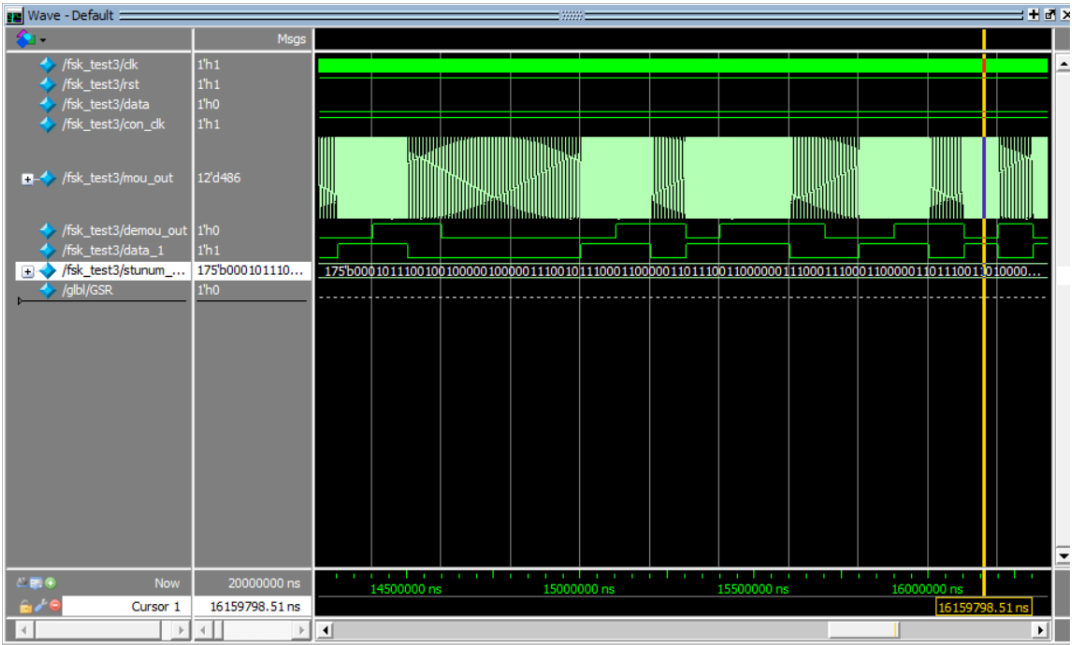 Wave - Default
Msgs
/fsk_test3/clk 1'h1
/fsk_test3/rst 1'h1
/fsk_test3/data 1'h0
/fsk_test3/con_clk 1'h1
/fsk_test3/mou_out 12'd486
/fsk_test3/demou_out 1'h0
/fsk_test3/data_1 1'h1
/fsk_test3/stunum_... 175'b000101110...
/glbl/GSR 1'h0
Now 20000000 ns 14500000 ns 15000000 ns 15500000 ns 16000000 ns
Cursor 1 16159798.51 ns 16159798.51 ns